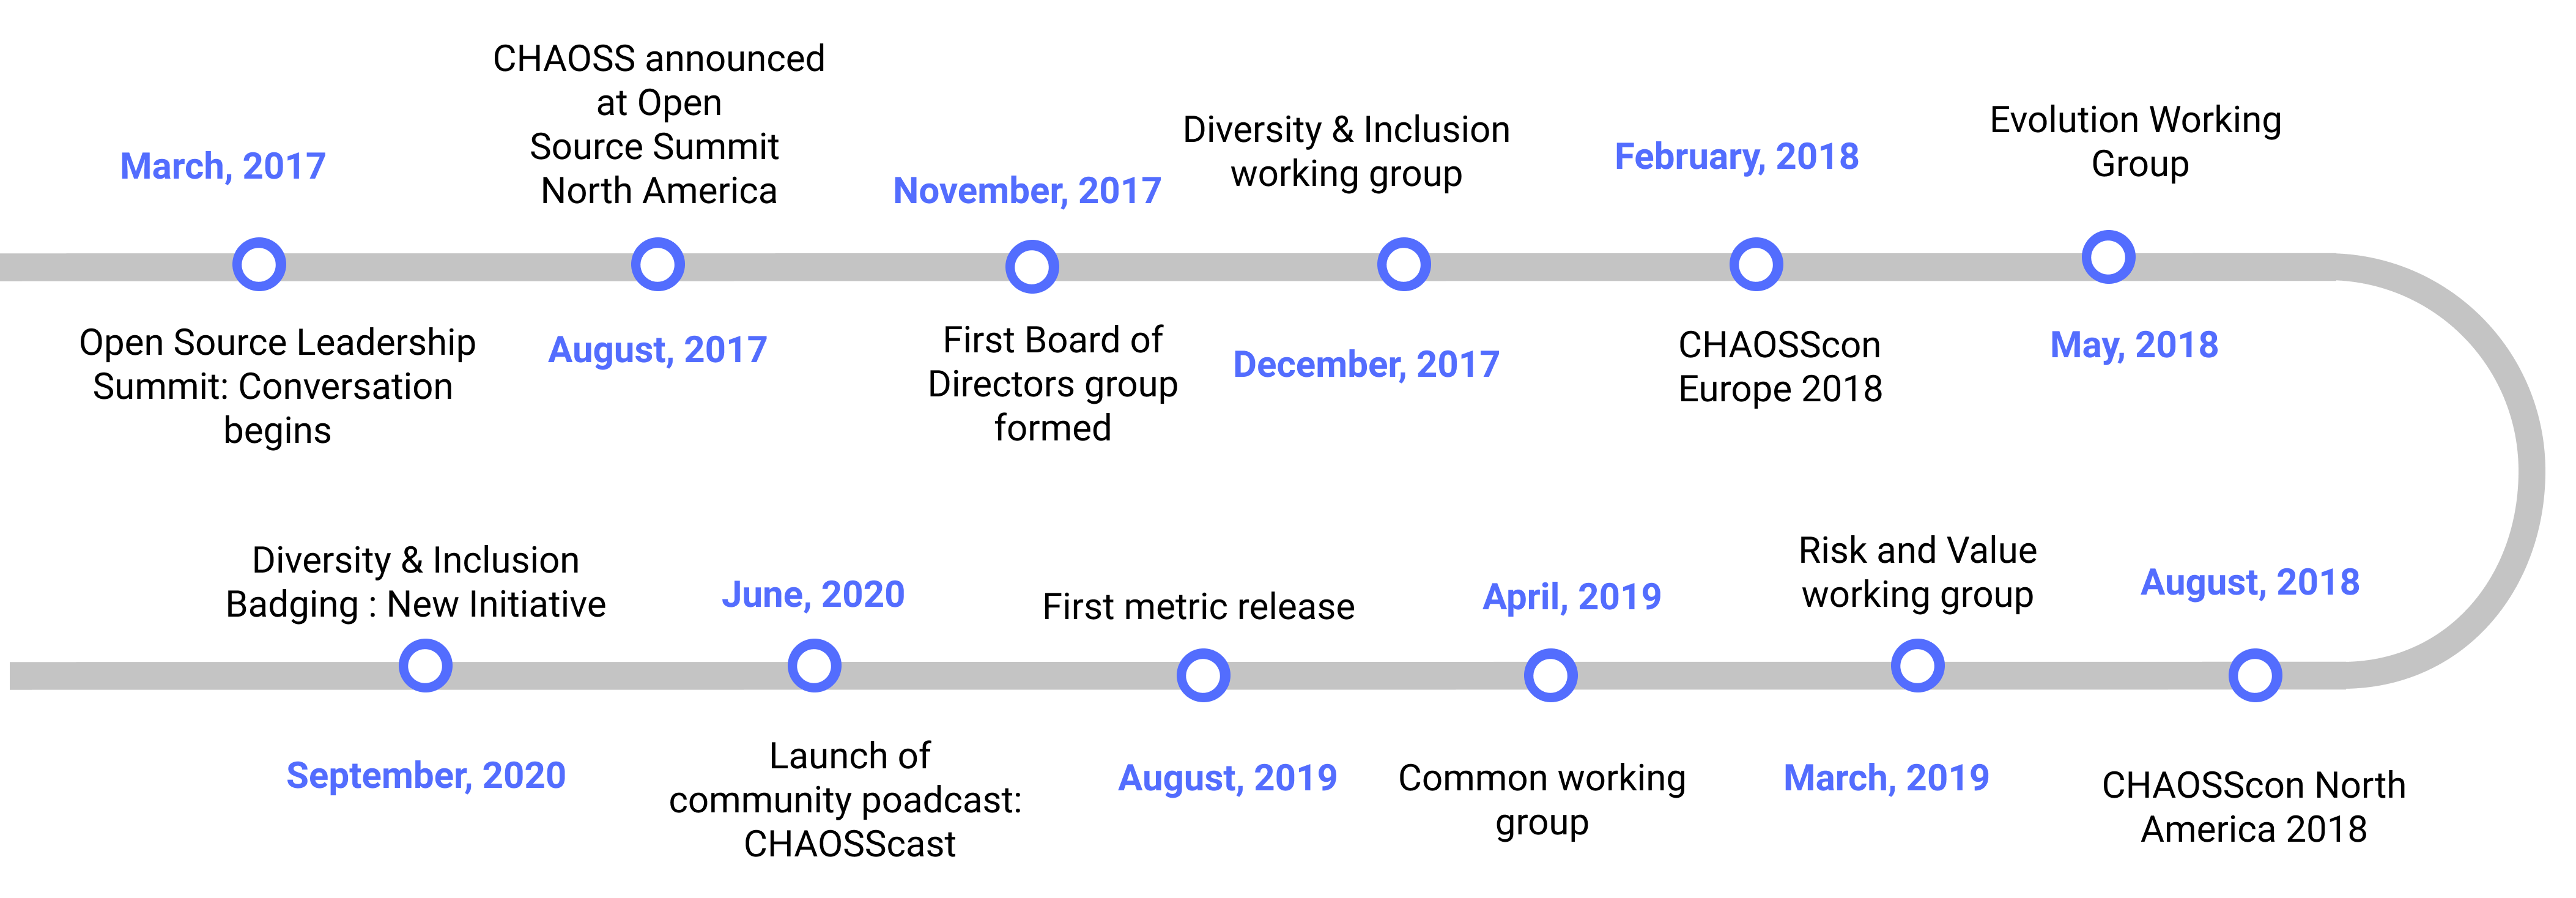 March, 2017
Open Source Leadership
Summit: Conversation
begins
CHAOSS announced
at Open
Source Summit
North America
August, 2017
November, 2017
First Board of
Directors group
formed
Diversity & Inclusion
working group
December, 2017
February, 2018
CHAOSScon
Europe 2018
Evolution Working
Group
May, 2018
August, 2018
CHAOSScon North
America 2018
Risk and Value
working group
March, 2019
April, 2019
Common working
group
First metric release
August, 2019
June, 2020
Launch of
community poadcast:
CHAOSScast
Diversity & Inclusion
Badging : New Initiative
September, 2020